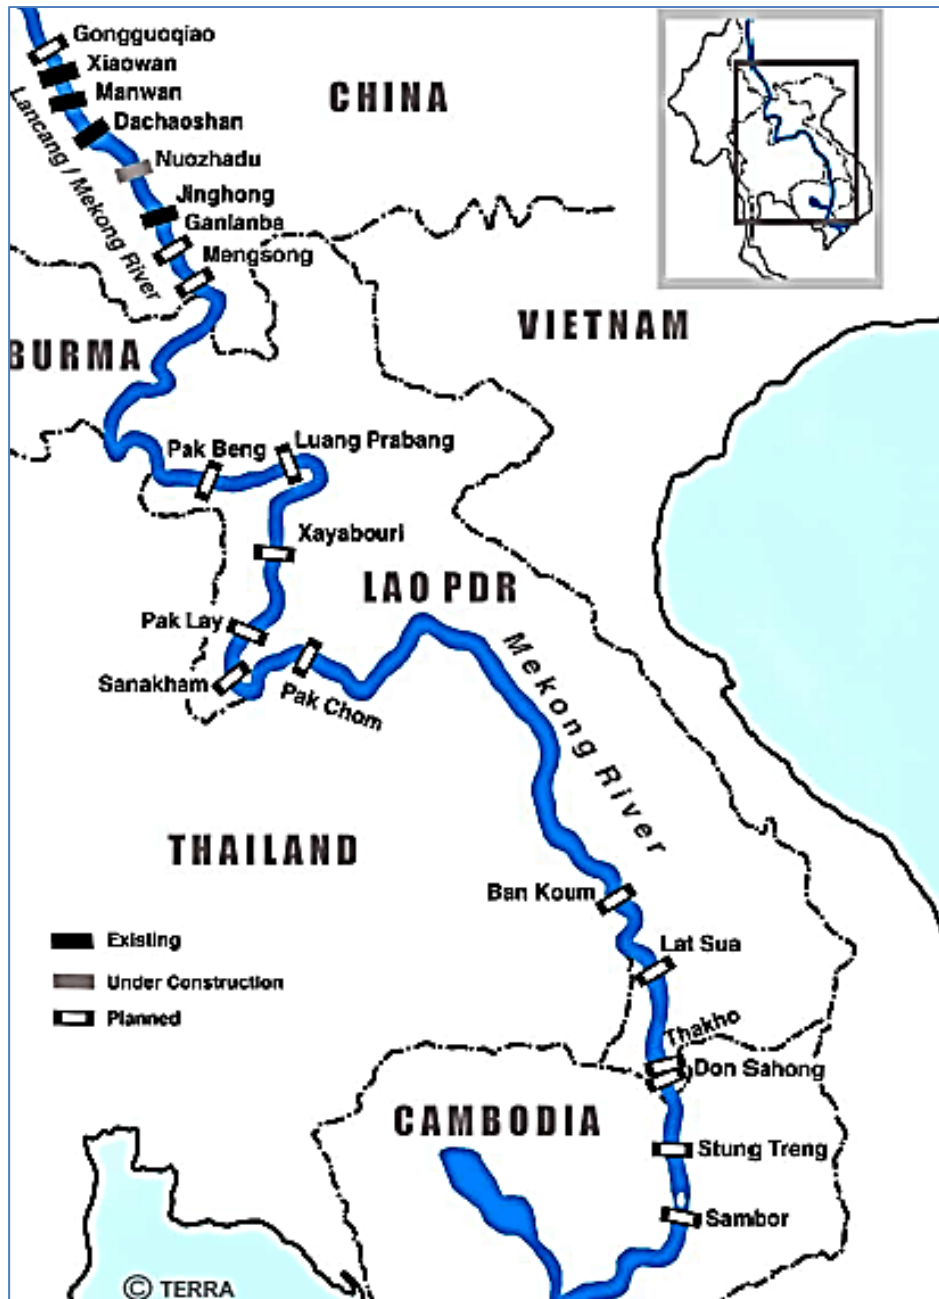 Gongguoqiao
Xiaowan
Manwan
Dachaoshan
Lancang / Mekong River
CHINA
Nuozhadu
Jinghong
Ganlanba
Mengsong
VIETNAM
BURMA
Pak Beng
Luang Prabang
Xayabouri
LAO PDR
Pak Lay
Sanakham
Pak Chom
Mekong River
THAILAND
Ban Koum
Existing
Under Construction
Planned
Lat Sua
Thakho
Don Sahong
CAMBODIA
Stung Treng
Sambor
© TERRA